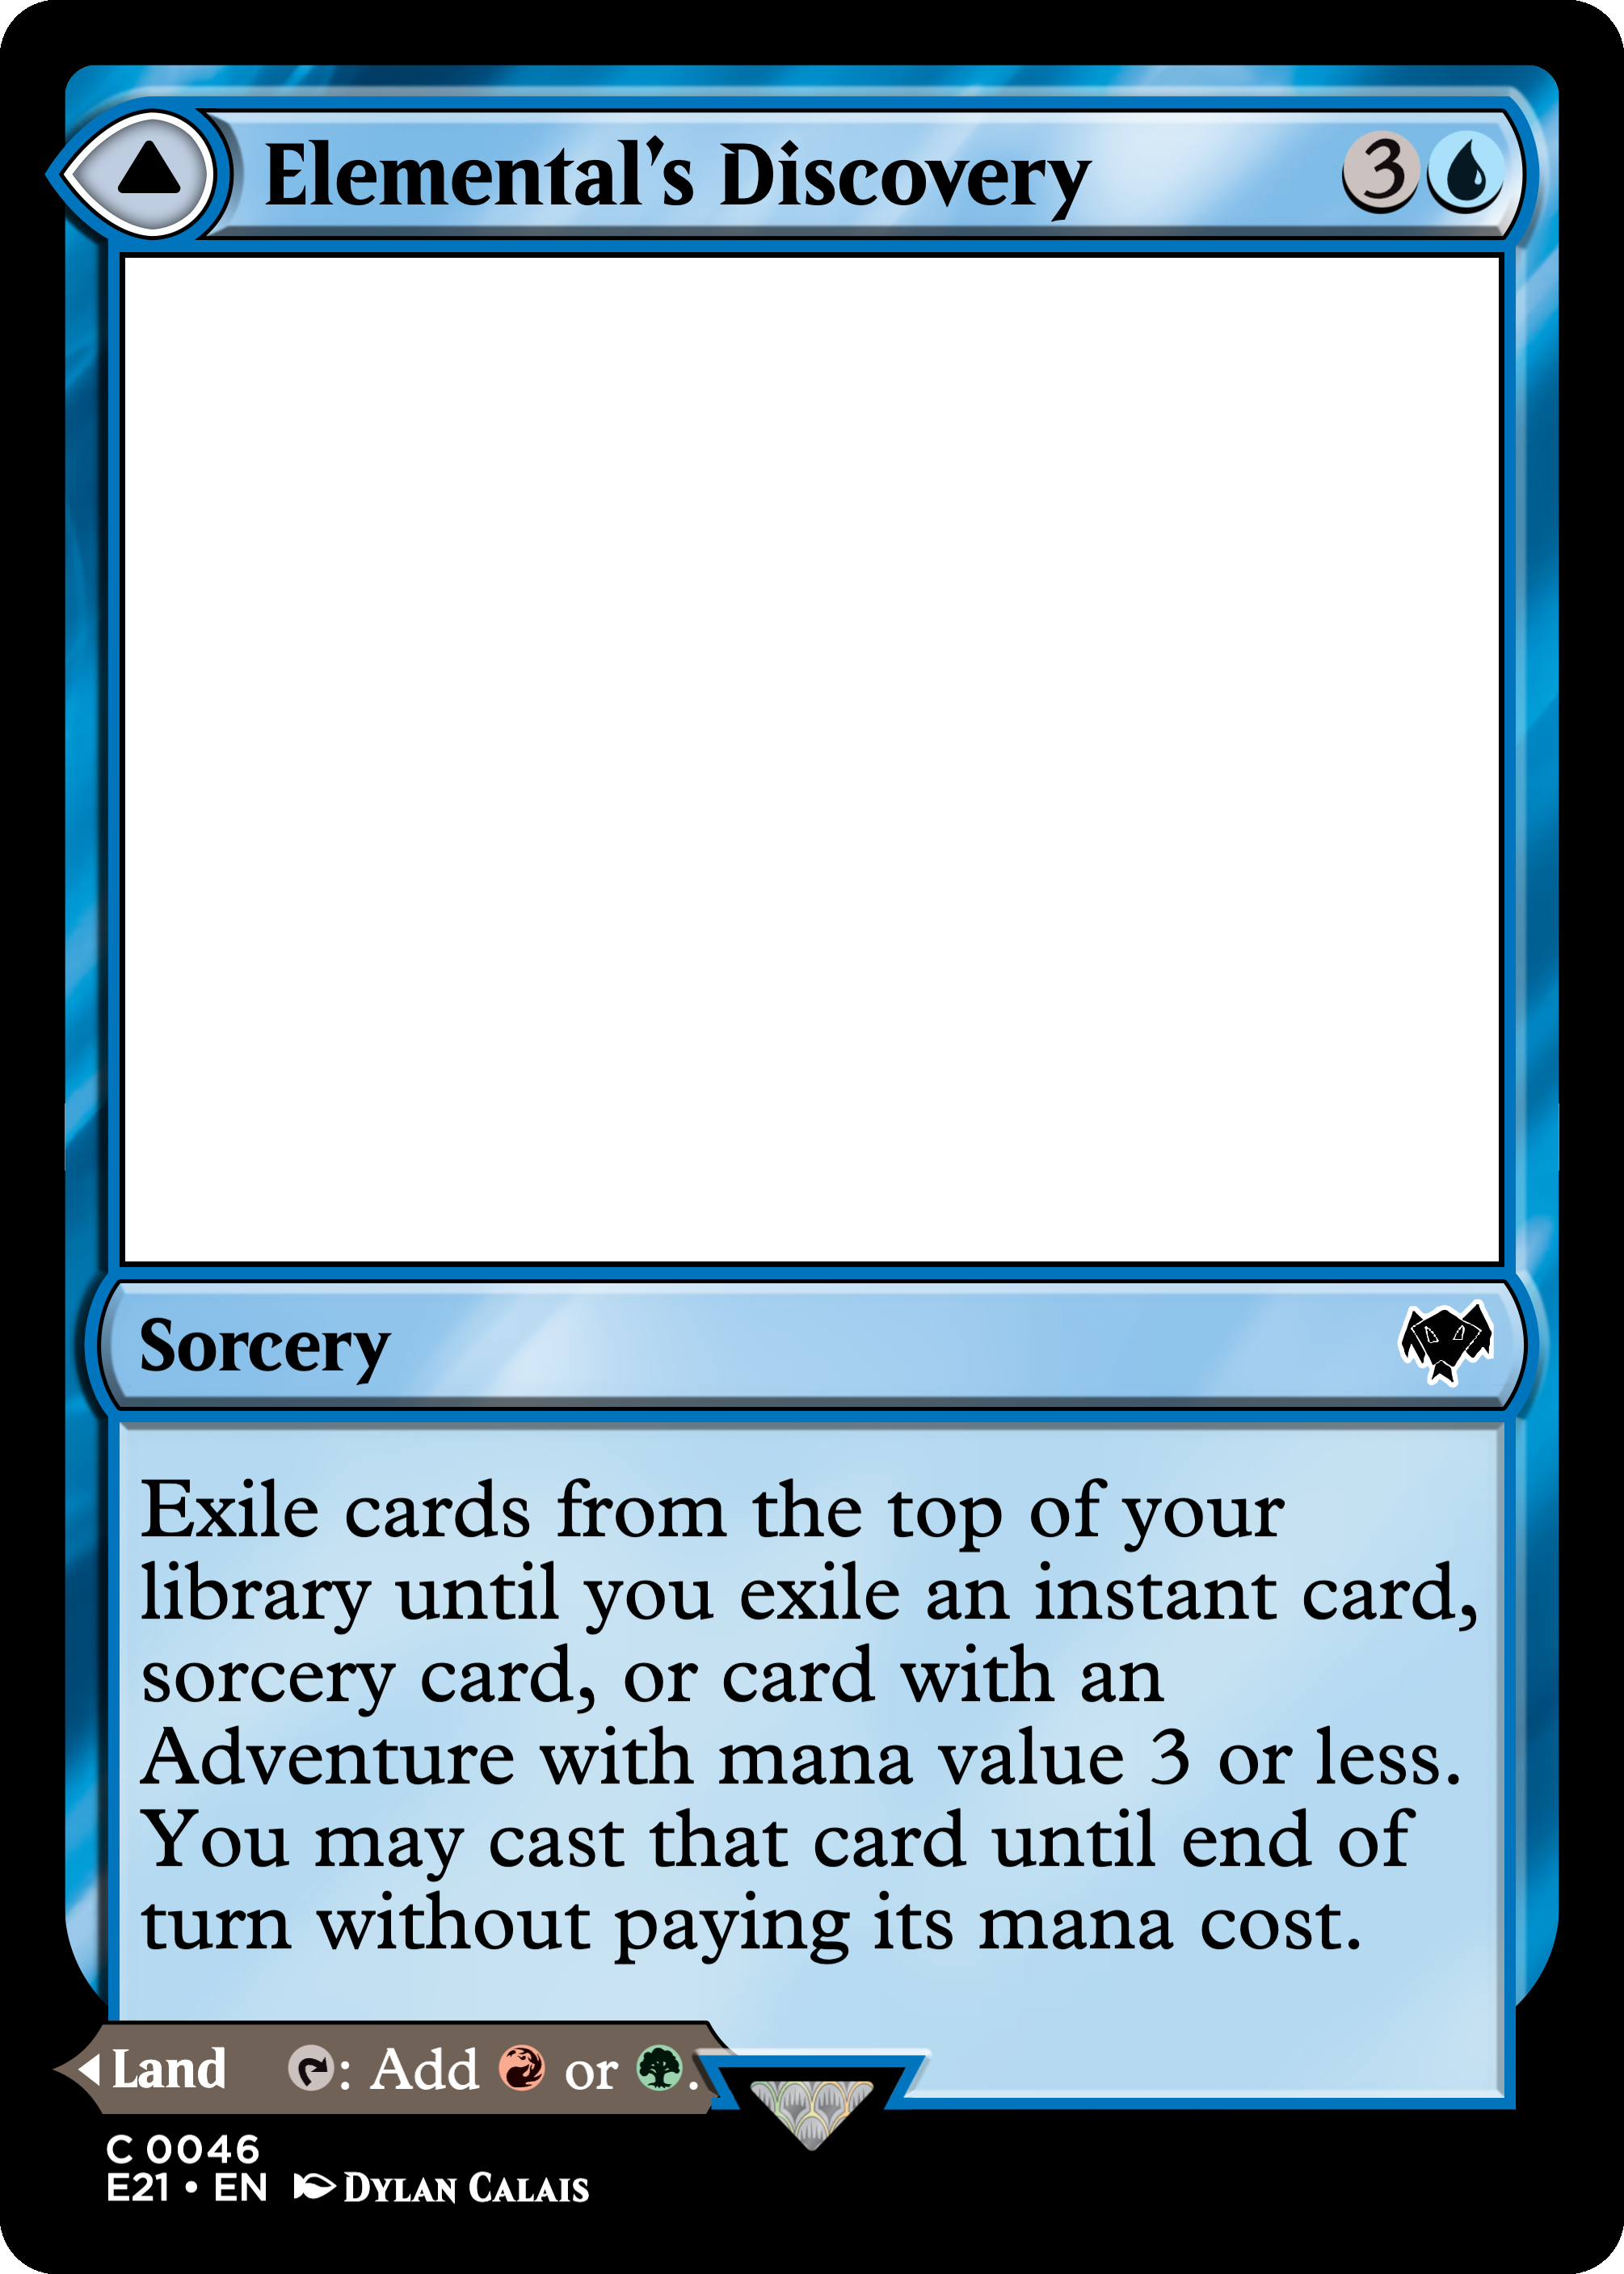 Elemental's Discovery 3
Sorcery
Exile cards from the top of your
library until you exile an instant card,
sorcery card, or card with an
Adventure with mana value 3 or less.
You may cast that card until end of
turn without paying its mana cost.
Land : Add or .
C 0046
E21 • EN DYLAN CALAIS